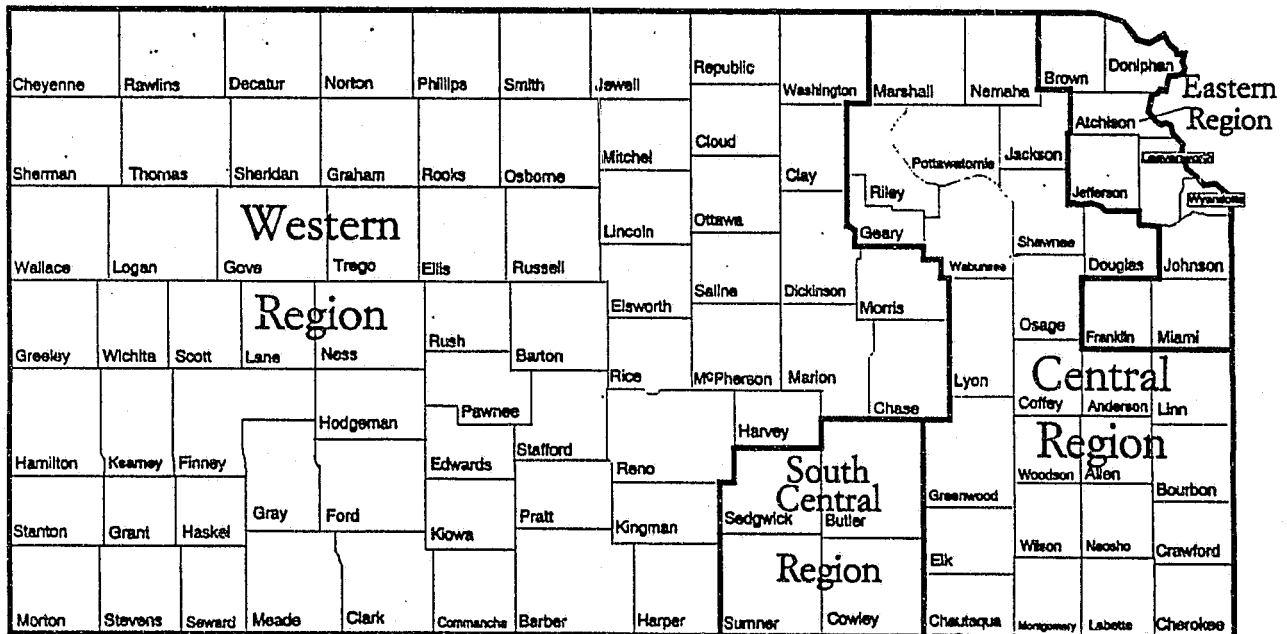 Cheyenne Rawlins Decatur Norton Phillips Smith Jewell Republic Washington Marshall Nemaha Brown Doniphan
Eastern
Region
Sherman Thomas Sheridan Graham Rooks Osborne Mitchel Cloud Clay Riley Pottawatomie Jackson Atchison Jefferson Leavenworth Wyandotte
Western
Wallace Logan Gove Trego Ellis Russell Lincoln Ottawa Geary Wabunsee Shawnee Douglas Johnson
Region
Greeley Wichita Scott Lane Ness Rush Barton Elsworth Rice Saline McPherson Dickinson Marion Morris Chase Lyon Osage Franklin Miami
Central
Region
Hamilton Kearney Finney Hodgeman Pawnee Edwards Stafford Reno Harvey Coffey Anderson Linn
South
Central
Region
Stanton Grant Haskel Gray Ford Kiowa Pratt Kingman Sedgwick Butler Greenwood Woodson Allen Bourbon
Elk Wilson Neosho Crawford
Morton Stevens Seward Meade Clark Commanche Barber Harper Sumner Cowley Chautaqua Montgomery Labette Cherokee